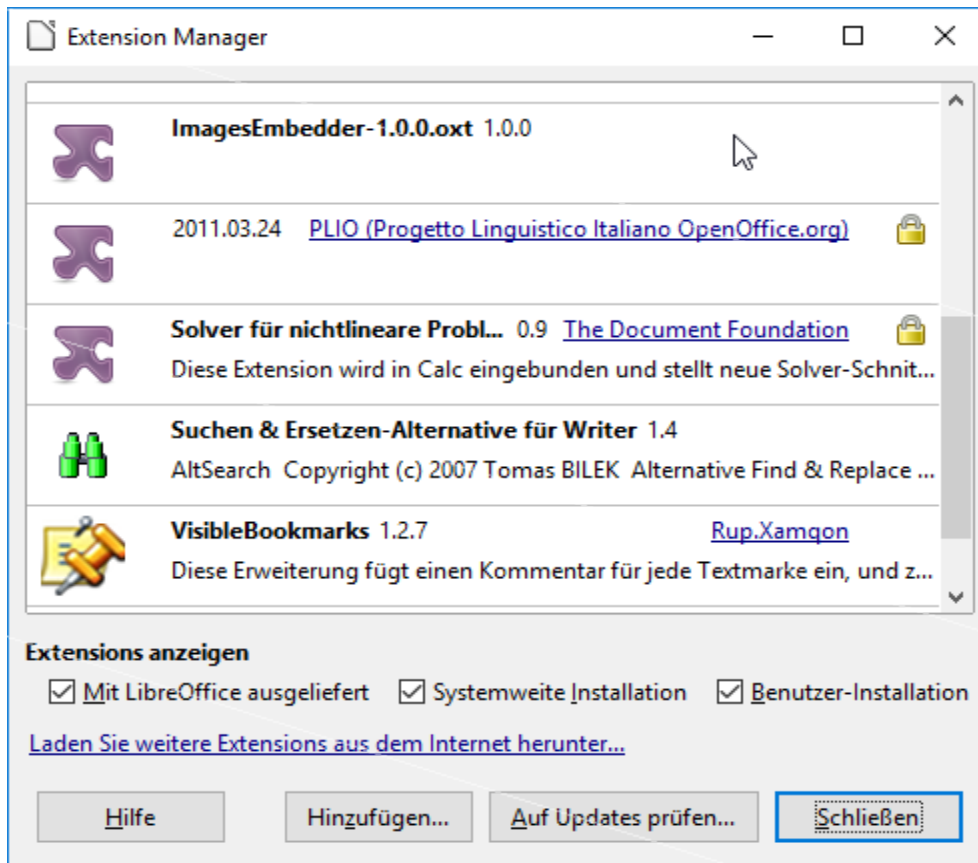 Extension Manager
ImagesEmbedder-1.0.0.oxt 1.0.0
2011.03.24 PLIO (Progetto Linguistico Italiano OpenOffice.org)
Solver für nichtlineare Probl... 0.9 The Document Foundation
Diese Extension wird in Calc eingebunden und stellt neue Solver-Schnit...
Suchen & Ersetzen-Alternative für Writer 1.4
AltSearch Copyright (c) 2007 Tomas BILEK Alternative Find & Replace ...
VisibleBookmarks 1.2.7 Rup.Xamqon
Diese Erweiterung fügt einen Kommentar für jede Textmarke ein, und z...
Extensions anzeigen
Mit LibreOffice ausgeliefert Systemweite Installation Benutzer-Installation
Laden Sie weitere Extensions aus dem Internet herunter...
Hilfe Hinzufügen... Auf Updates prüfen... Schließen